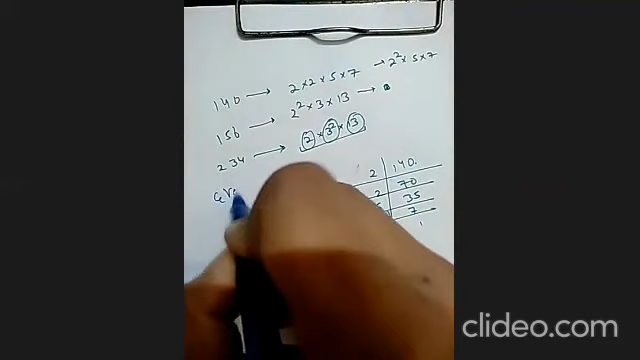 140 → 2×2×5×7 → 2²×5×7
156 → 2²×3×13 →
234 → 2×3²×13
2 | 140.
2 | 70
35
7
1
clideo.com